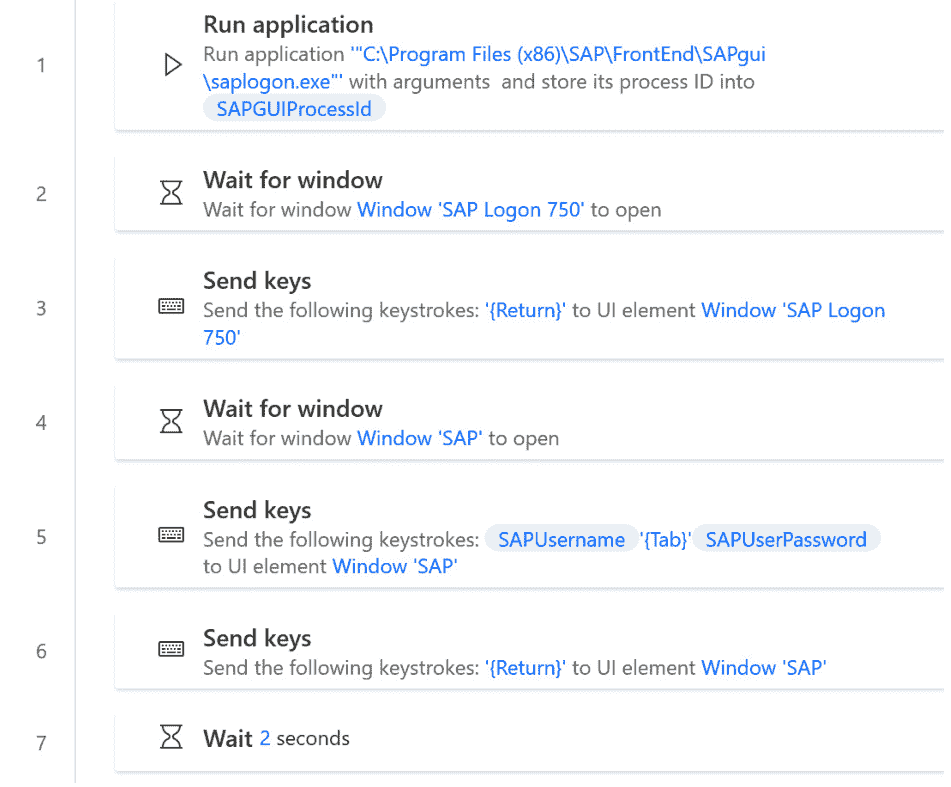 1
Run application
Run application '"C:\Program Files (x86)\SAP\FrontEnd\SAPgui
\saplogon.exe"' with arguments  and store its process ID into
SAPGUIProcessId
2
Wait for window
Wait for window Window 'SAP Logon 750' to open
3
Send keys
Send the following keystrokes: '{Return}' to UI element Window 'SAP Logon
750'
4
Wait for window
Wait for window Window 'SAP' to open
5
Send keys
Send the following keystrokes: SAPUsername '{Tab}' SAPUserPassword
to UI element Window 'SAP'
6
Send keys
Send the following keystrokes: '{Return}' to UI element Window 'SAP'
7
Wait 2 seconds